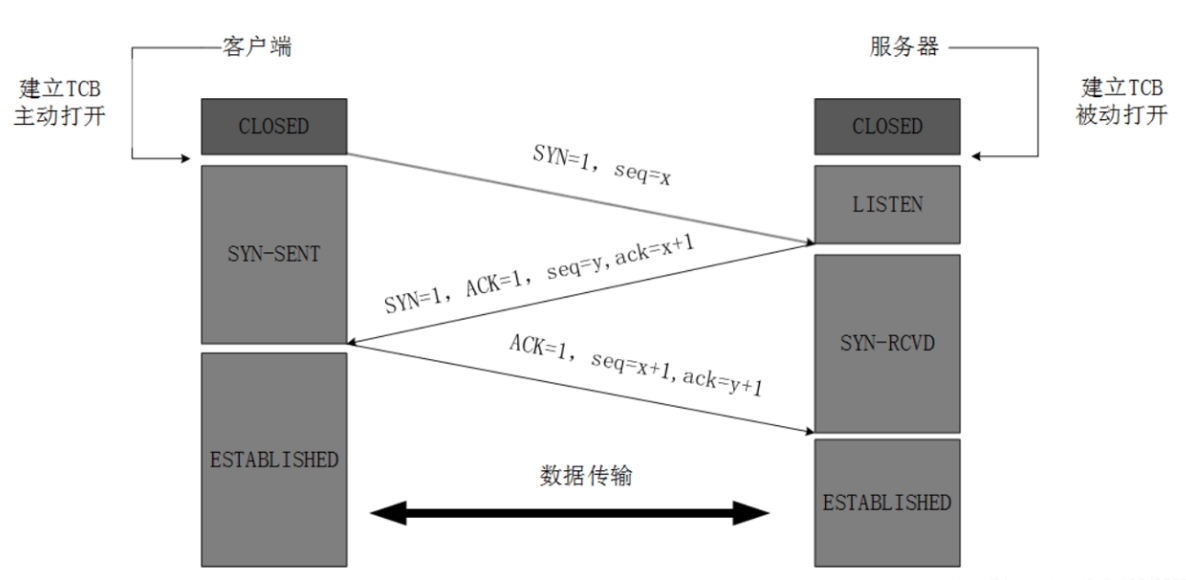 客户端
服务器
建立TCB
主动打开
建立TCB
被动打开
CLOSED
CLOSED
SYN=1, seq=x
LISTEN
SYN-SENT
SYN=1, ACK=1, seq=y,ack=x+1
SYN-RCVD
ACK=1, seq=x+1,ack=y+1
ESTABLISHED
数据传输
ESTABLISHED